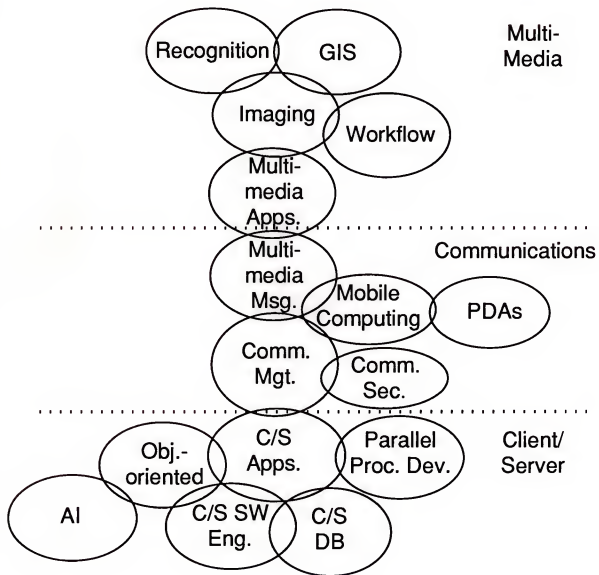 Recognition
GIS
Multi-
Media
Imaging
Workflow
Multi-
media
Apps.
Communications
Multi-
media
Msg.
Mobile
Computing
PDAs
Comm.
Mgt.
Comm.
Sec.
C/S
Apps.
Parallel
Proc. Dev.
Client/
Server
Obj.-
oriented
AI
C/S SW
Eng.
C/S
DB